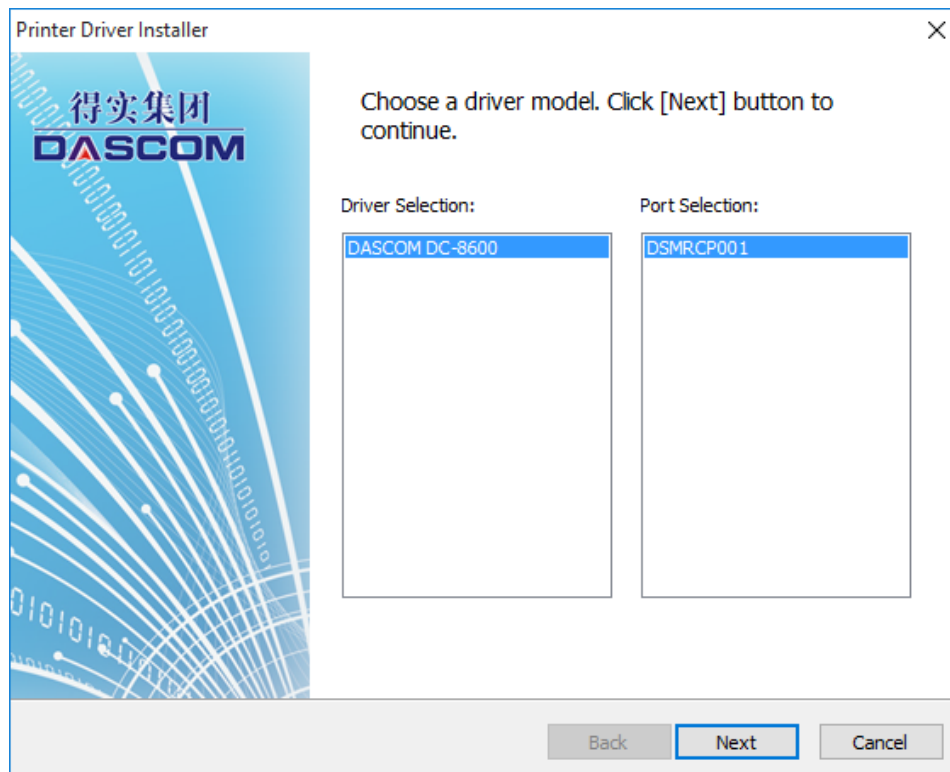 Printer Driver Installer
得实集团
DASCOM
Choose a driver model. Click [Next] button to
continue.
Driver Selection:
Port Selection:
DASCOM DC-8600
DSMRCP001
Back
Next
Cancel